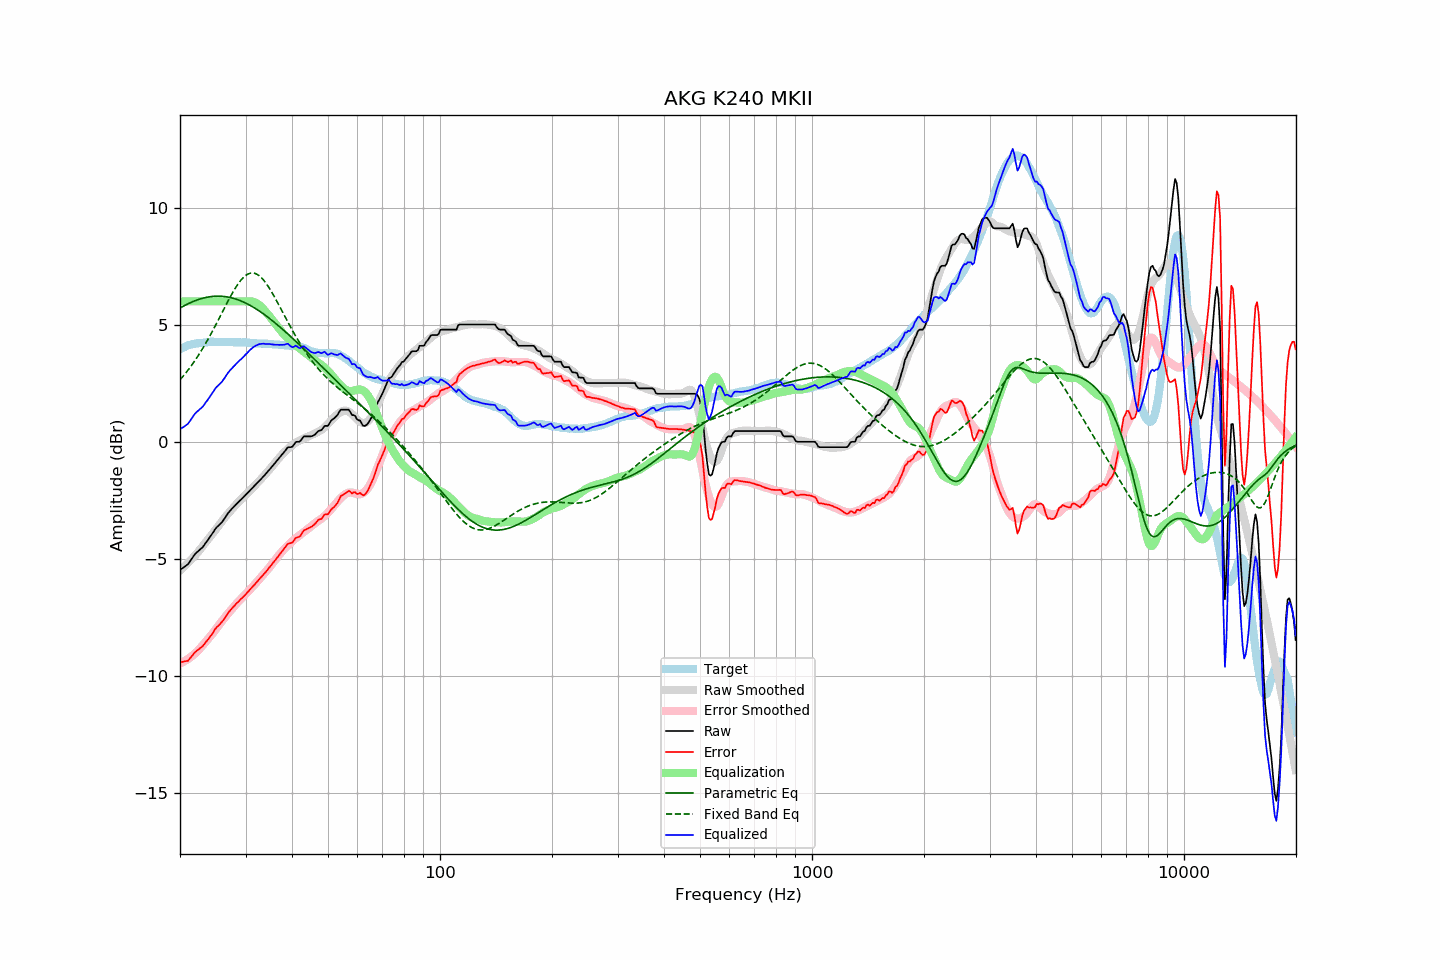 AKG K240 MKII
10
5
0
−5
−10
−15
Amplitude (dBr)
Target
Raw Smoothed
Error Smoothed
Raw
Error
Equalization
Parametric Eq
Fixed Band Eq
Equalized
100
1000
10000
Frequency (Hz)